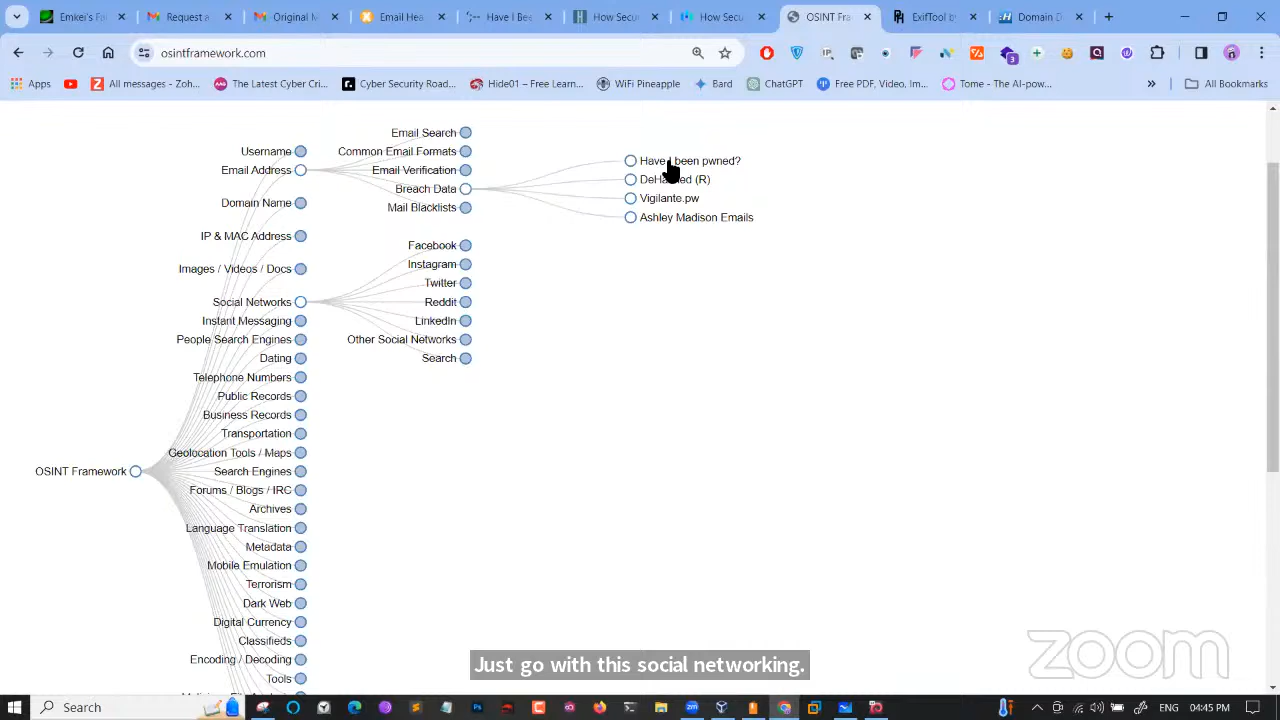 Emkei's Fa
Request a
Original N
Email Hea
Have I Bee
How Secu
How Secu
OSINT Fra
ExifTool by
Domain D
osintframework.com
Apps
All messages - Zoh...
The Latest Cyber Cri...
Cyber Security Road...
Hide01 – Free Learn...
WiFi Pineapple
Bard
ChatGPT
Free PDF, Video, Im...
Tome - The AI-pow...
»
All Bookmarks
Username
Email Address
Domain Name
IP & MAC Address
Images / Videos / Docs
Social Networks
Instant Messaging
People Search Engines
Dating
Telephone Numbers
Public Records
Business Records
Transportation
Geolocation Tools / Maps
OSINT Framework
Search Engines
Forums / Blogs / IRC
Archives
Language Translation
Metadata
Mobile Emulation
Terrorism
Dark Web
Digital Currency
Classifieds
Encoding / Decoding
Tools
Email Search
Common Email Formats
Email Verification
Breach Data
Mail Blacklists
Facebook
Instagram
Twitter
Reddit
LinkedIn
Other Social Networks
Search
Have I been pwned?
(R)
Vigilante.pw
Ashley Madison Emails
zoom
Just go with this social networking.
Search
ENG
04:45 PM